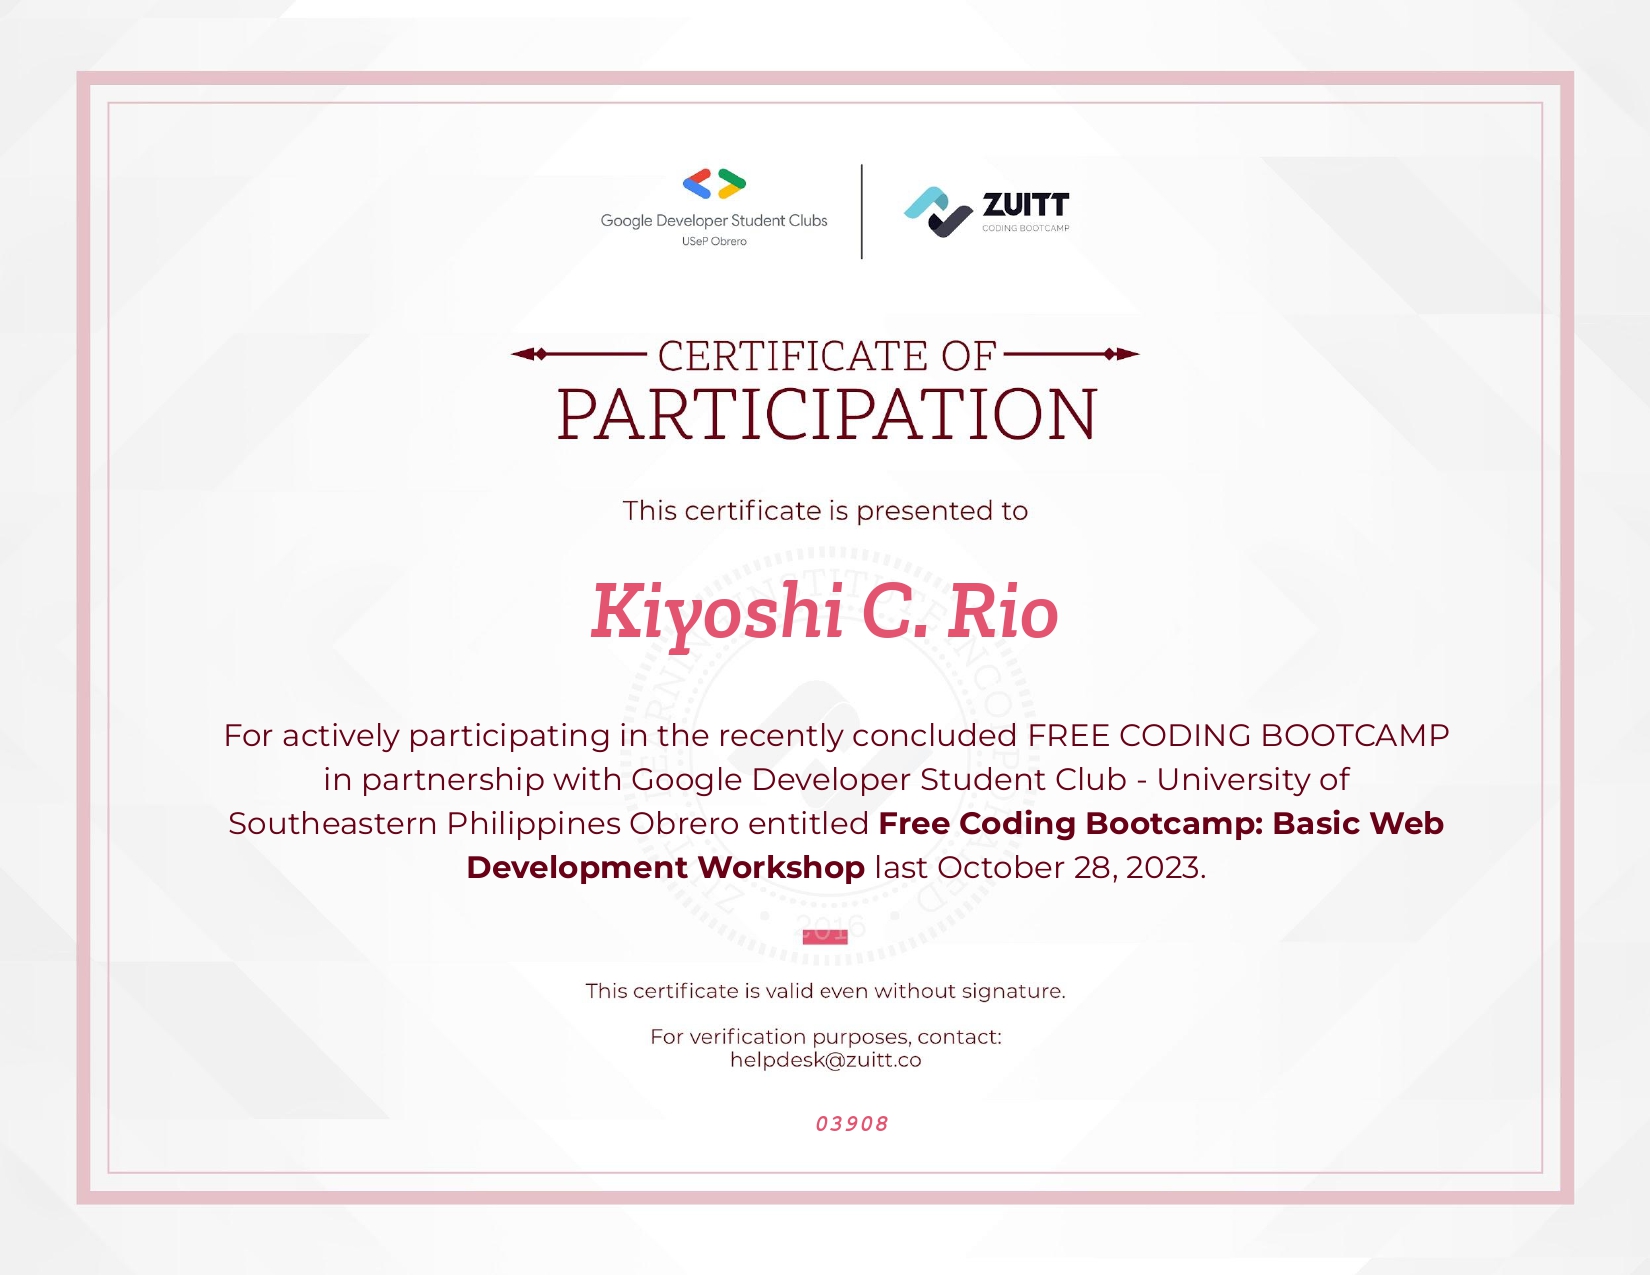 Google Developer Student Clubs
USeP Obrero
ZUITT
CODING BOOTCAMP
CERTIFICATE OF
PARTICIPATION
This certificate is presented to
Kiyoshi C. Rio
For actively participating in the recently concluded FREE CODING BOOTCAMP
in partnership with Google Developer Student Club - University of
Southeastern Philippines Obrero entitled Free Coding Bootcamp: Basic Web
Development Workshop last October 28, 2023.
2016
This certificate is valid even without signature.
For verification purposes, contact:
helpdesk@zuitt.co
03908